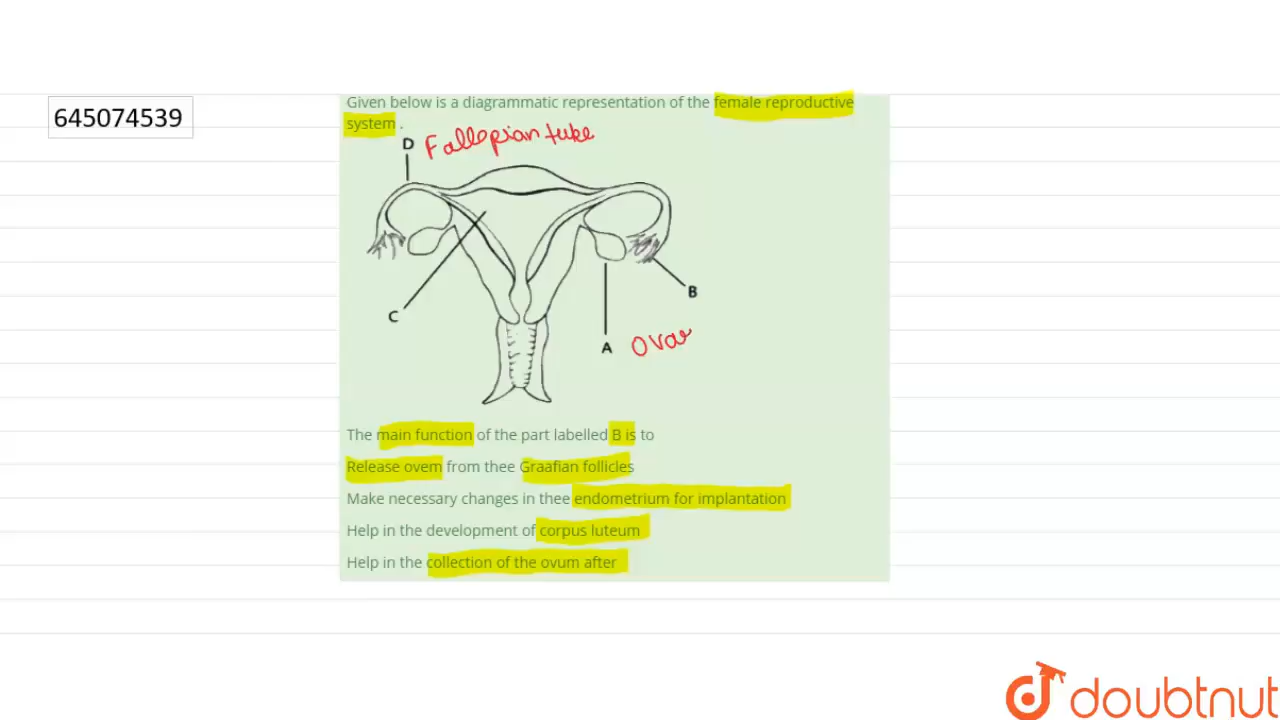 645074539
Given below is a diagrammatic representation of the female reproductive
system .
D Fallopian tube
C
B
A Ovar
The main function of the part labelled B is to
Release ovem from thee Graafian follicles
Make necessary changes in thee endometrium for implantation
Help in the development of corpus luteum
Help in the collection of the ovum after
doubtnut